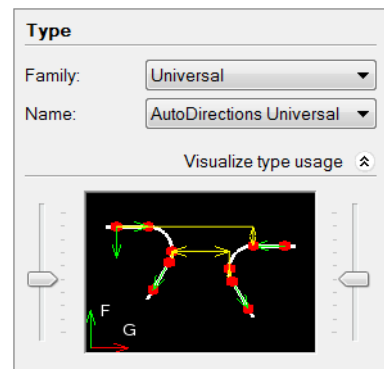 Type
Family: Universal
Name: AutoDirections Universal
Visualize type usage
F
G